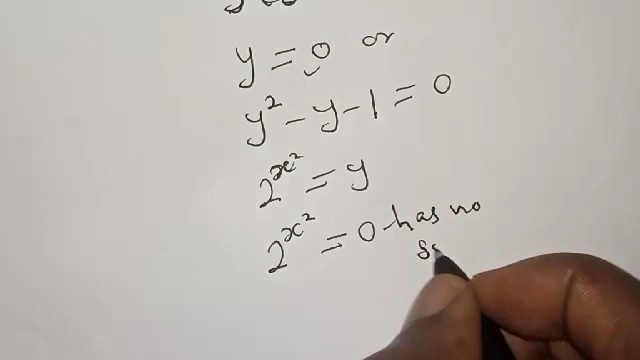 y = 0 or
y² - y - 1 = 0
2^x² = y
2^x² = 0 has no